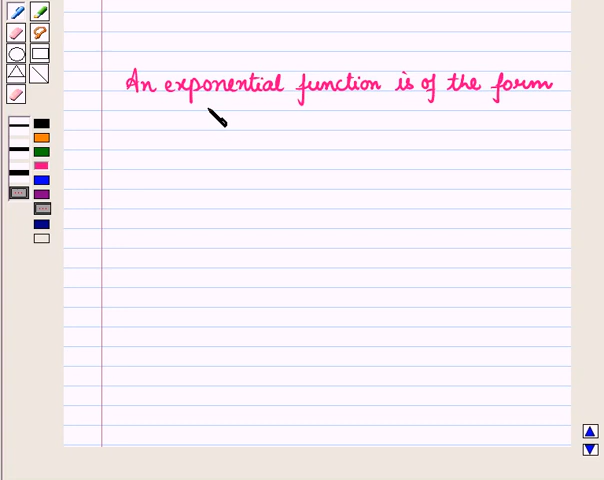 An exponential function is of the form